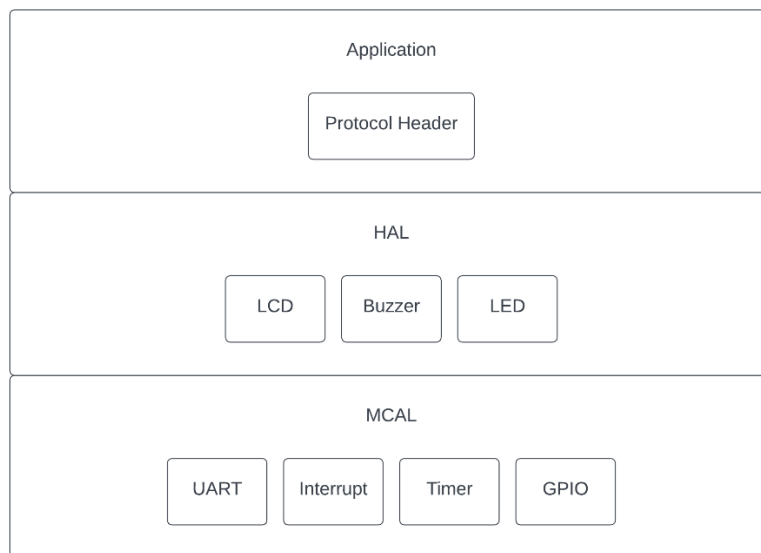 Application
Protocol Header
HAL
LCD Buzzer LED
MCAL
UART Interrupt Timer GPIO